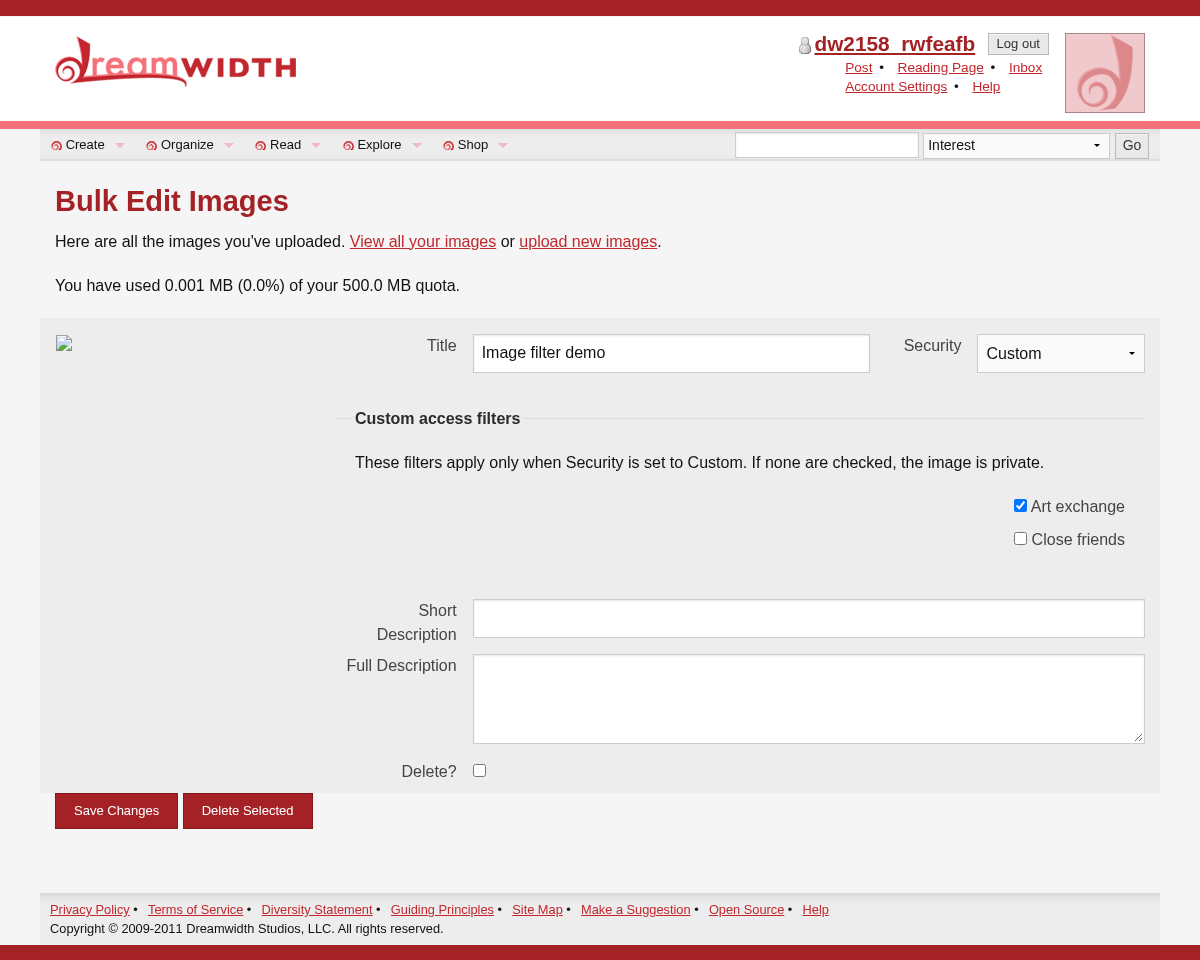 dreamWIDTH
dw2158_rwfeafb Log out
Post • Reading Page • Inbox
Account Settings • Help
Create Organize Read Explore Shop Interest Go
Bulk Edit Images
Here are all the images you've uploaded. View all your images or upload new images.
You have used 0.001 MB (0.0%) of your 500.0 MB quota.
Title Image filter demo Security Custom
Custom access filters
These filters apply only when Security is set to Custom. If none are checked, the image is private.
Art exchange
Close friends
Short
Description
Full Description
Delete?
Save Changes Delete Selected
Privacy Policy • Terms of Service • Diversity Statement • Guiding Principles • Site Map • Make a Suggestion • Open Source • Help
Copyright © 2009-2011 Dreamwidth Studios, LLC. All rights reserved.